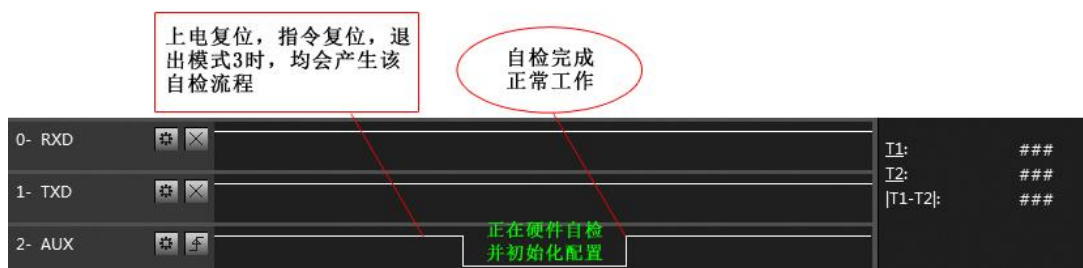 上电复位，指令复位，退
出模式3时，均会产生该
自检流程
自检完成
正常工作
0- RXD
1- TXD
2- AUX
正在硬件自检
并初始化配置
T1: ###
T2: ###
|T1-T2|: ###